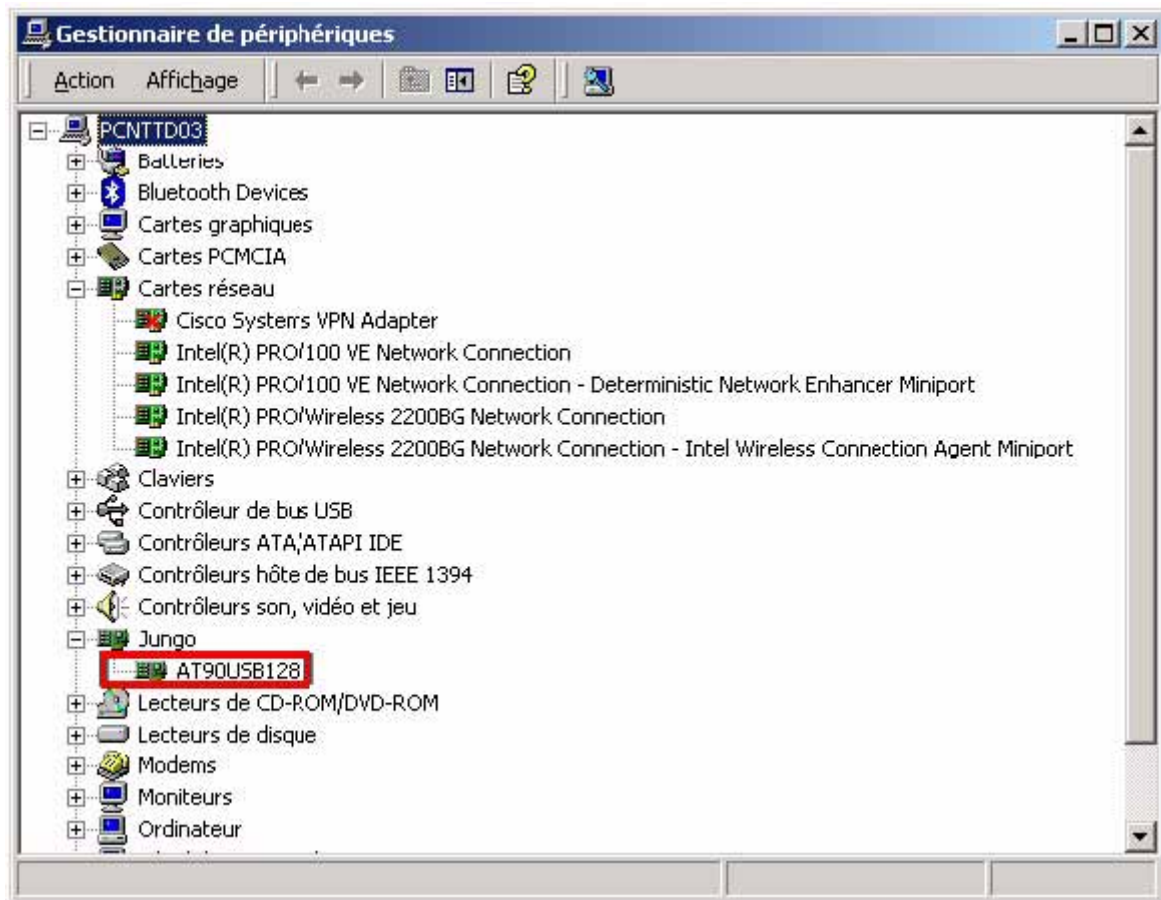 Gestionnaire de périphériques
Action Affichage
PCNTTD03
Batteries
Bluetooth Devices
Cartes graphiques
Cartes PCMCIA
Cartes réseau
Cisco Systems VPN Adapter
Intel(R) PRO/100 VE Network Connection
Intel(R) PRO/100 VE Network Connection - Deterministic Network Enhancer Miniport
Intel(R) PRO/Wireless 2200BG Network Connection
Intel(R) PRO/Wireless 2200BG Network Connection - Intel Wireless Connection Agent Miniport
Claviers
Contrôleur de bus USB
Contrôleurs ATA/ATAPI IDE
Contrôleurs hôte de bus IEEE 1394
Contrôleurs son, vidéo et jeu
Jungo
AT90USB128
Lecteurs de CD-ROM/DVD-ROM
Lecteurs de disque
Modems
Moniteurs
Ordinateur